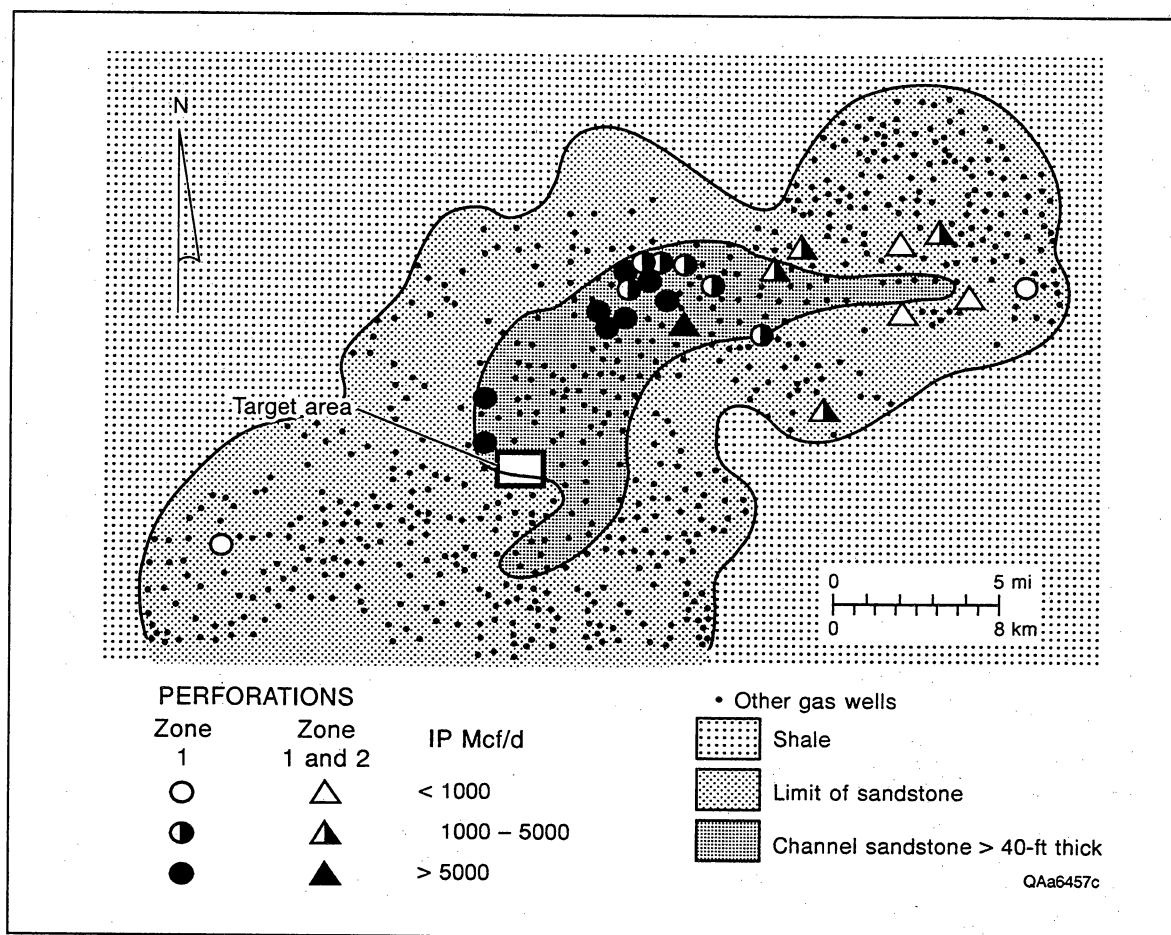 N
Target area
0 5 mi
0 8 km
PERFORATIONS
Zone Zone
1 1 and 2
IP Mcf/d
< 1000
1000 – 5000
> 5000
• Other gas wells
Shale
Limit of sandstone
Channel sandstone > 40-ft thick
QAa6457c